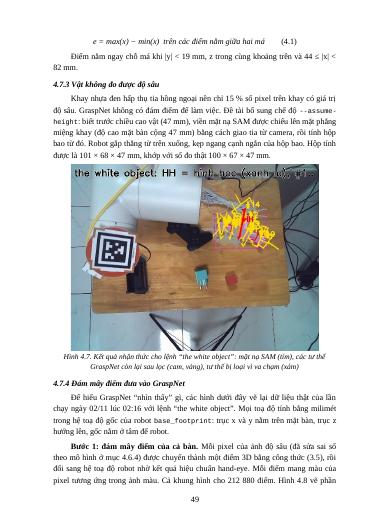 e = max(x) − min(x) trên các điểm nằm giữa hai má (4.1)
Điểm nằm ngay chỗ má khi |y| < 19 mm, z trong cùng khoảng trên và 44 ≤ |x| <
82 mm.
4.7.3 Vật không đo được độ sâu
Khay nhựa đen hấp thụ tia hồng ngoại nên chỉ 15 % số pixel trên khay có giá trị
độ sâu. GraspNet không có đám điểm để làm việc. Đề tài bổ sung chế độ --assume-
height: biết trước chiều cao vật (47 mm), viền mặt nạ SAM được chiếu lên mặt phẳng
miệng khay (độ cao mặt bàn cộng 47 mm) bằng cách giao tia từ camera, rồi tính hộp
bao từ đó. Robot gắp thẳng từ trên xuống, kẹp ngang cạnh ngắn của hộp bao. Hộp tính
được là 101 × 68 × 47 mm, khớp với số đo thật 100 × 67 × 47 mm.
the white object: HH = hinh hoc (xanh
Hình 4.7. Kết quả nhận thức cho lệnh “the white object”: mặt nạ SAM (tím), các tư thế
GraspNet còn lại sau lọc (cam, vàng), tư thế bị loại vì va chạm (xám)
4.7.4 Đám mây điểm đưa vào GraspNet
Để hiểu GraspNet “nhìn thấy” gì, các hình dưới đây vẽ lại dữ liệu thật của lần
chạy ngày 02/11 lúc 02:16 với lệnh “the white object”. Mọi toạ độ tính bằng milimét
trong hệ toạ độ gốc của robot base_footprint: trục x và y nằm trên mặt bàn, trục z
hướng lên, gốc nằm ở tâm đế robot.
Bước 1: đám mây điểm của cả bàn. Mỗi pixel của ảnh độ sâu (đã sửa sai số
theo mô hình ở mục 4.6.4) được chuyển thành một điểm 3D bằng công thức (3.5), rồi
đổi sang hệ toạ độ robot nhờ kết quả hiệu chuẩn hand-eye. Mỗi điểm mang màu của
pixel tương ứng trong ảnh màu. Cả khung hình cho 212 880 điểm. Hình 4.8 vẽ phần
49